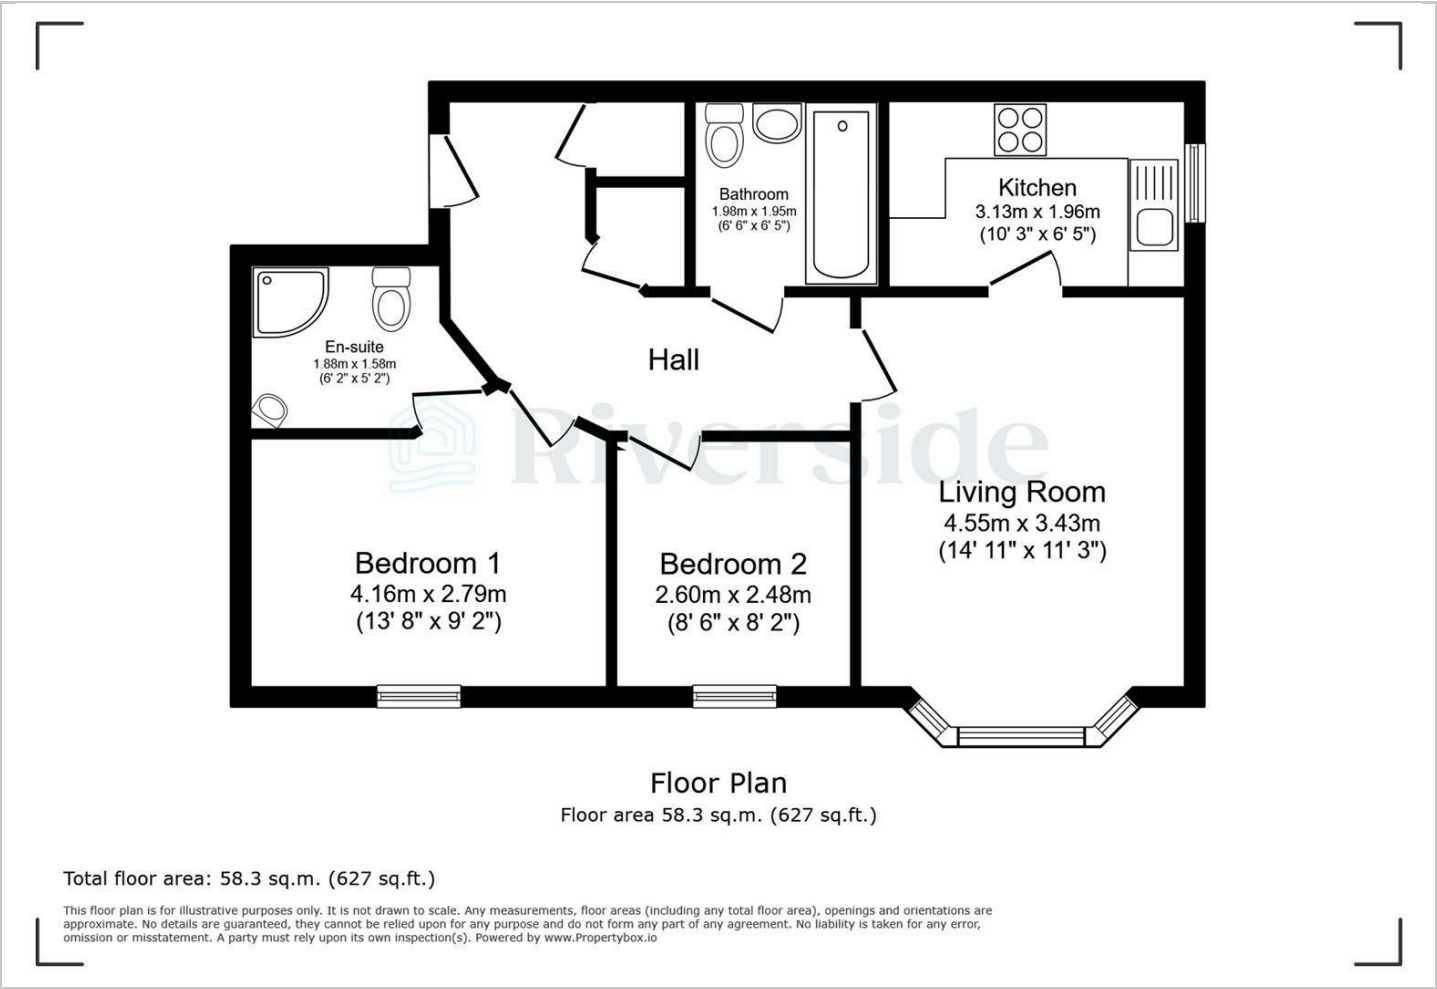 Bathroom
1.98m x 1.95m
(6' 6" x 6' 5")
Kitchen
3.13m x 1.96m
(10' 3" x 6' 5")
En-suite
1.88m x 1.58m
(6' 2" x 5' 2")
Hall
Riverside
Living Room
4.55m x 3.43m
(14' 11" x 11' 3")
Bedroom 1
4.16m x 2.79m
(13' 8" x 9' 2")
Bedroom 2
2.60m x 2.48m
(8' 6" x 8' 2")
Floor Plan
Floor area 58.3 sq.m. (627 sq.ft.)
Total floor area: 58.3 sq.m. (627 sq.ft.)
This floor plan is for illustrative purposes only. It is not drawn to scale. Any measurements, floor areas (including any total floor area), openings and orientations are
approximate. No details are guaranteed, they cannot be relied upon for any purpose and do not form any part of any agreement. No liability is taken for any error,
omission or misstatement. A party must rely upon its own inspection(s). Powered by www.Propertybox.io